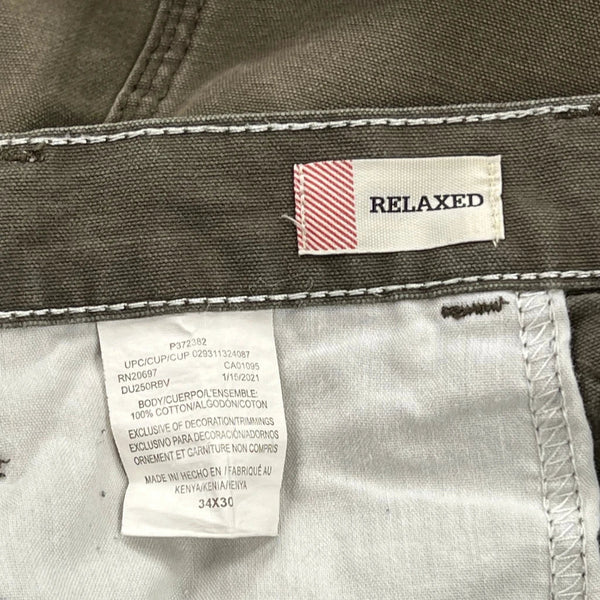 RELAXED
P372382
UPC/CUP/CUP 029311324087
RN20697 CA01095
DU250RBV 1/15/2021
BODY/CUERPO/L'ENSEMBLE:
100% COTTON/ALGODÓN/COTON
EXCLUSIVE OF DECORATION/TRIMMINGS
EXCLUSIVO PARA DECORACIÓN/ADORNOS
ORNEMENT ET GARNITURE NON COMPRIS
MADE IN/ HECHO EN / FABRIQUÉ AU
KENYA/KENIA/KENYA
34X30